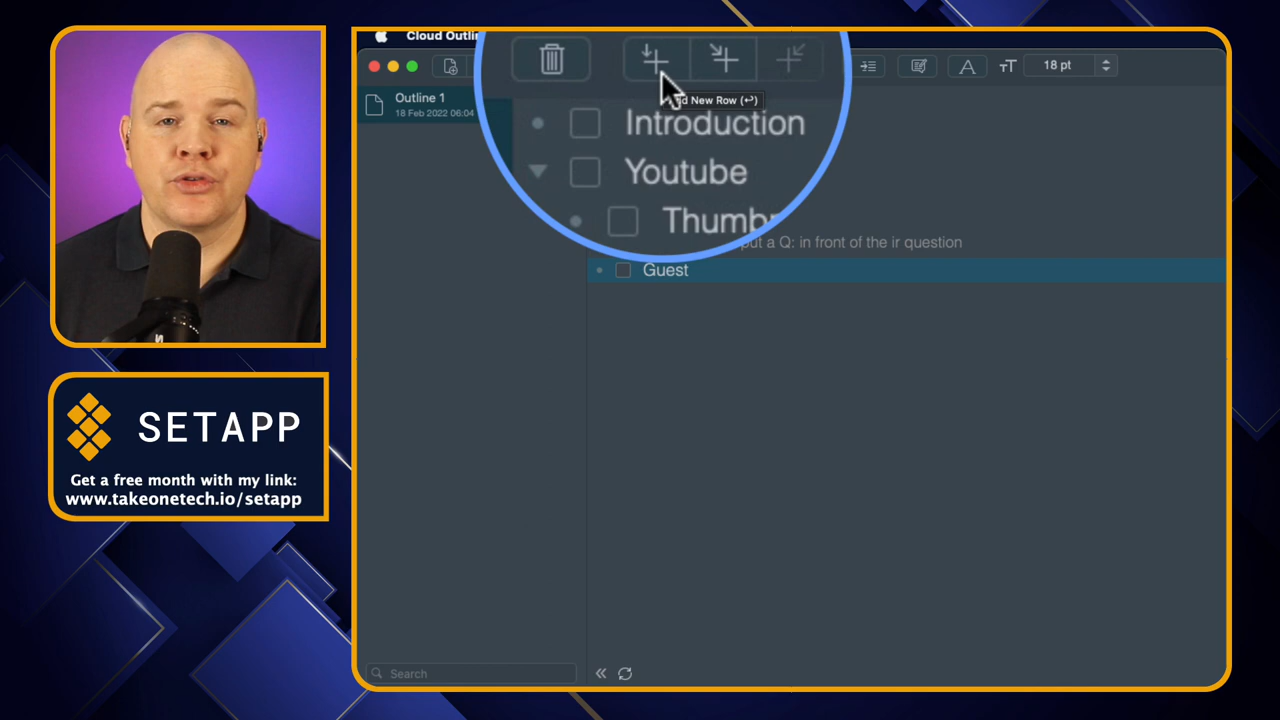 Cloud Outlin
18 pt
Outline 1
18 Feb 2022 06:04
d New Row (↩)
Introduction
Youtube
Thumb
put a Q: in front of the ir question
Guest
SETAPP
Get a free month with my link:
www.takeonetech.io/setapp
Search